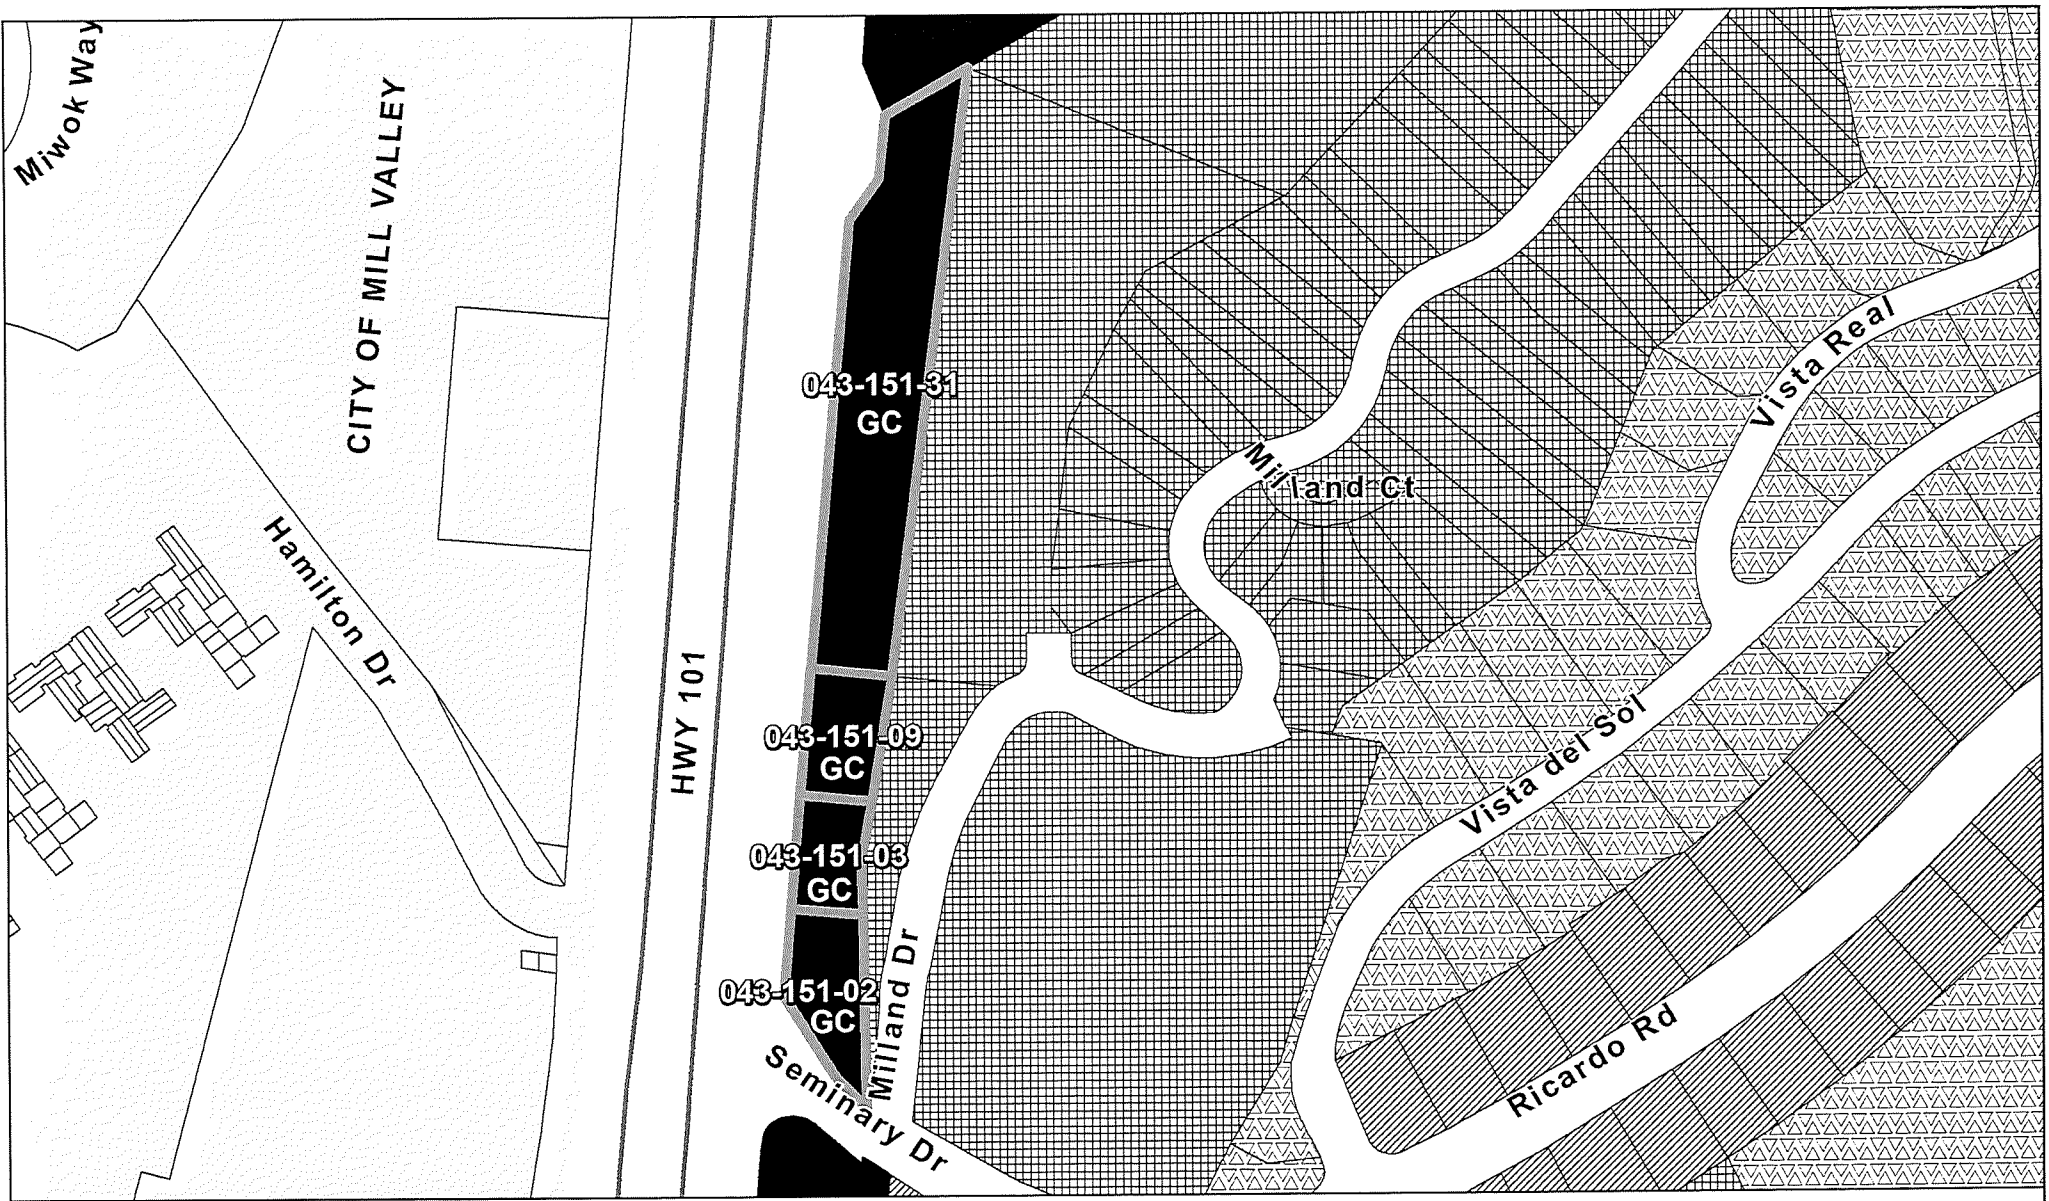 Miwok Way
CITY OF MILL VALLEY
043-151-31
GC
Vista Real
Milland Ct
Hamilton Dr
HWY 101
043-151-09
GC
Vista del Sol
043-151-03
GC
Milland Dr
043-151-02
GC
Seminary Dr
Ricardo Rd